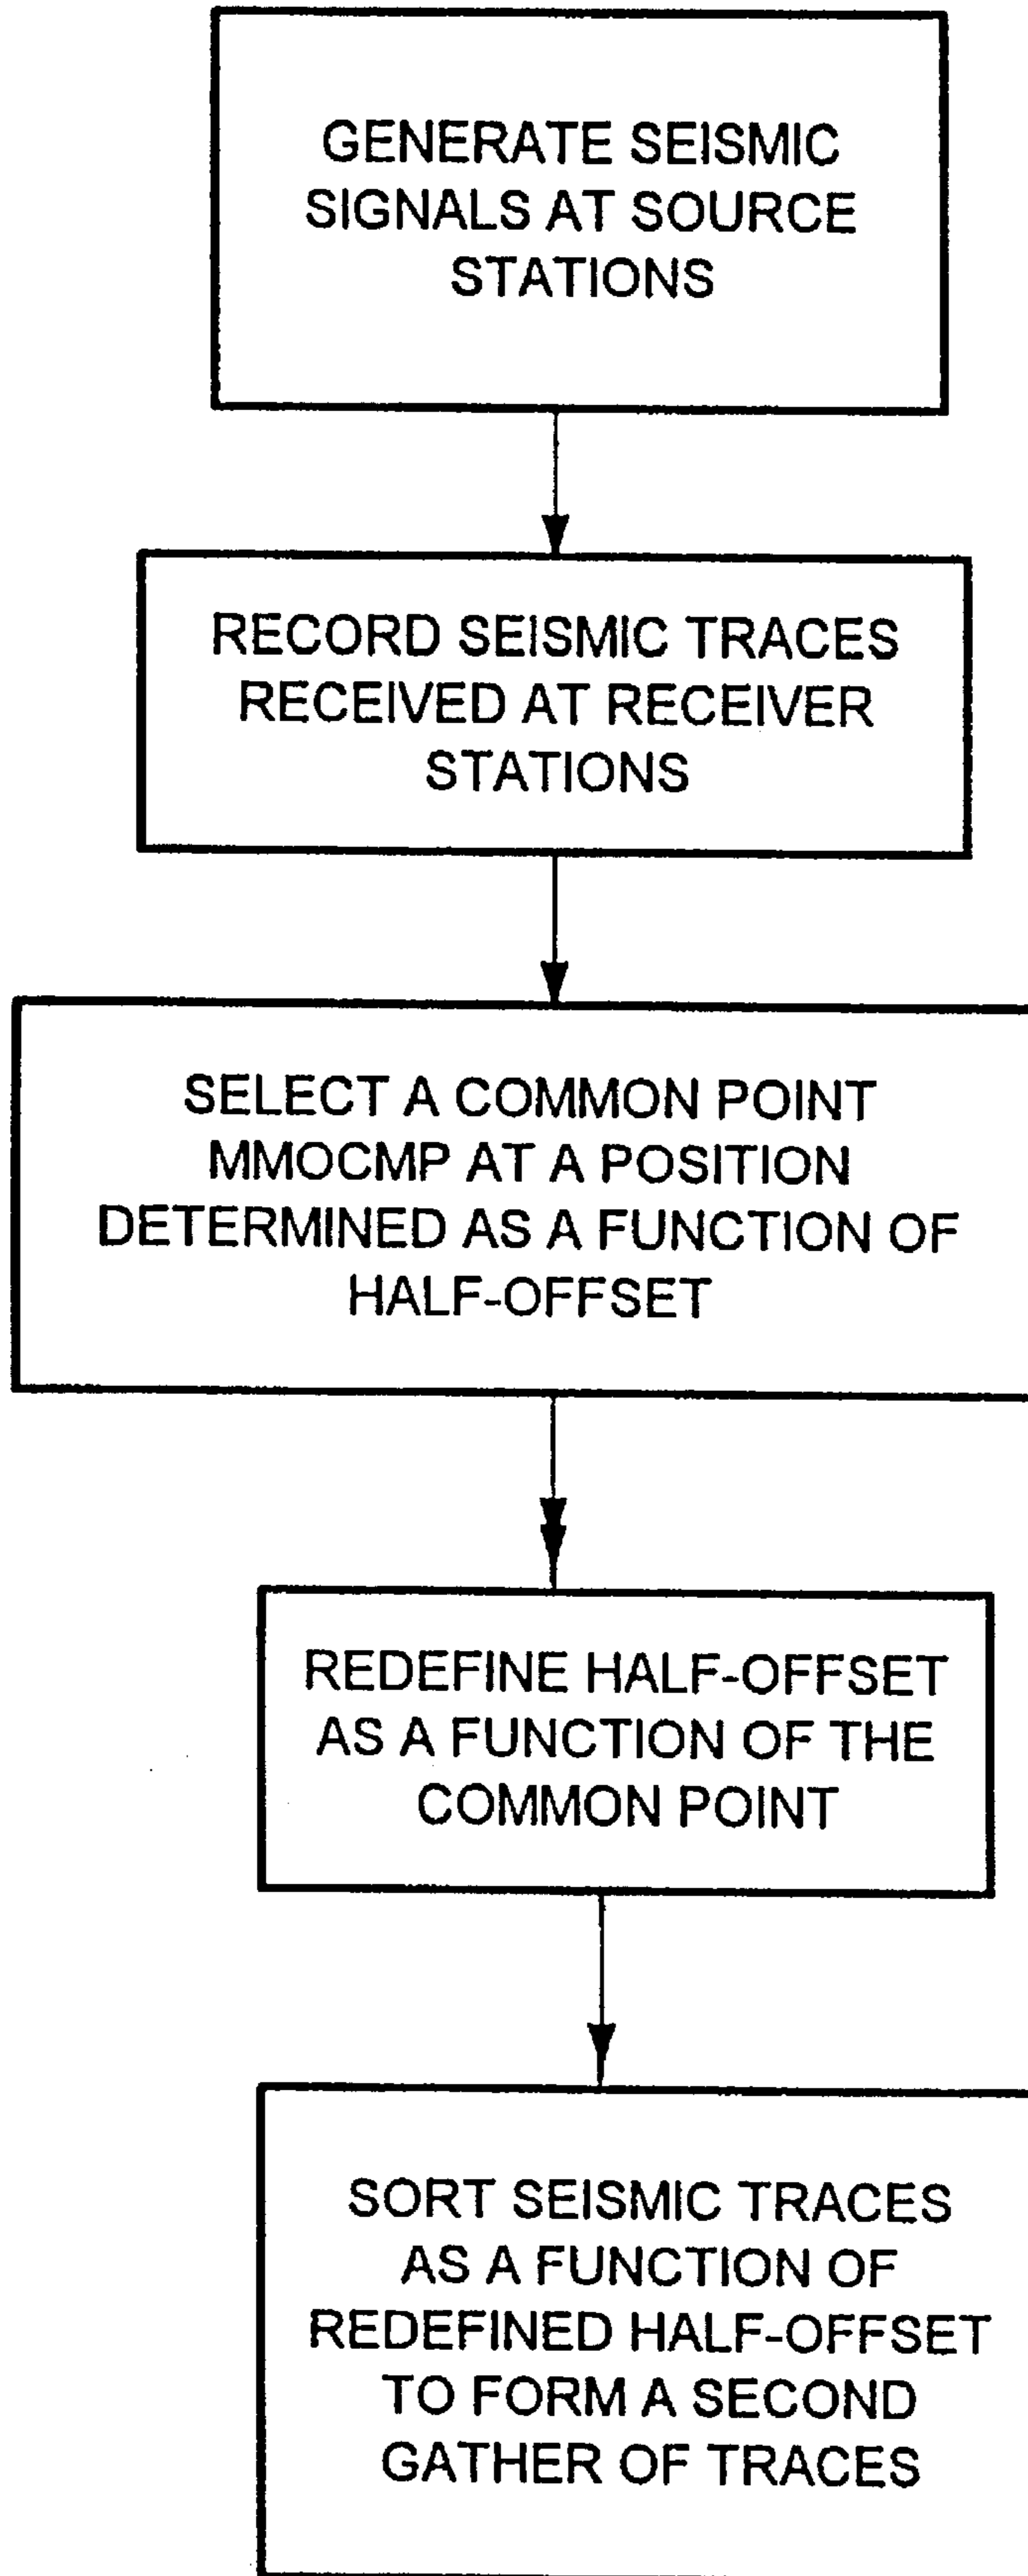 GENERATE SEISMIC
SIGNALS AT SOURCE
STATIONS
RECORD SEISMIC TRACES
RECEIVED AT RECEIVER
STATIONS
SELECT A COMMON POINT
MMOCMP AT A POSITION
DETERMINED AS A FUNCTION OF
HALF-OFFSET
REDEFINE HALF-OFFSET
AS A FUNCTION OF THE
COMMON POINT
SORT SEISMIC TRACES
AS A FUNCTION OF
REDEFINED HALF-OFFSET
TO FORM A SECOND
GATHER OF TRACES